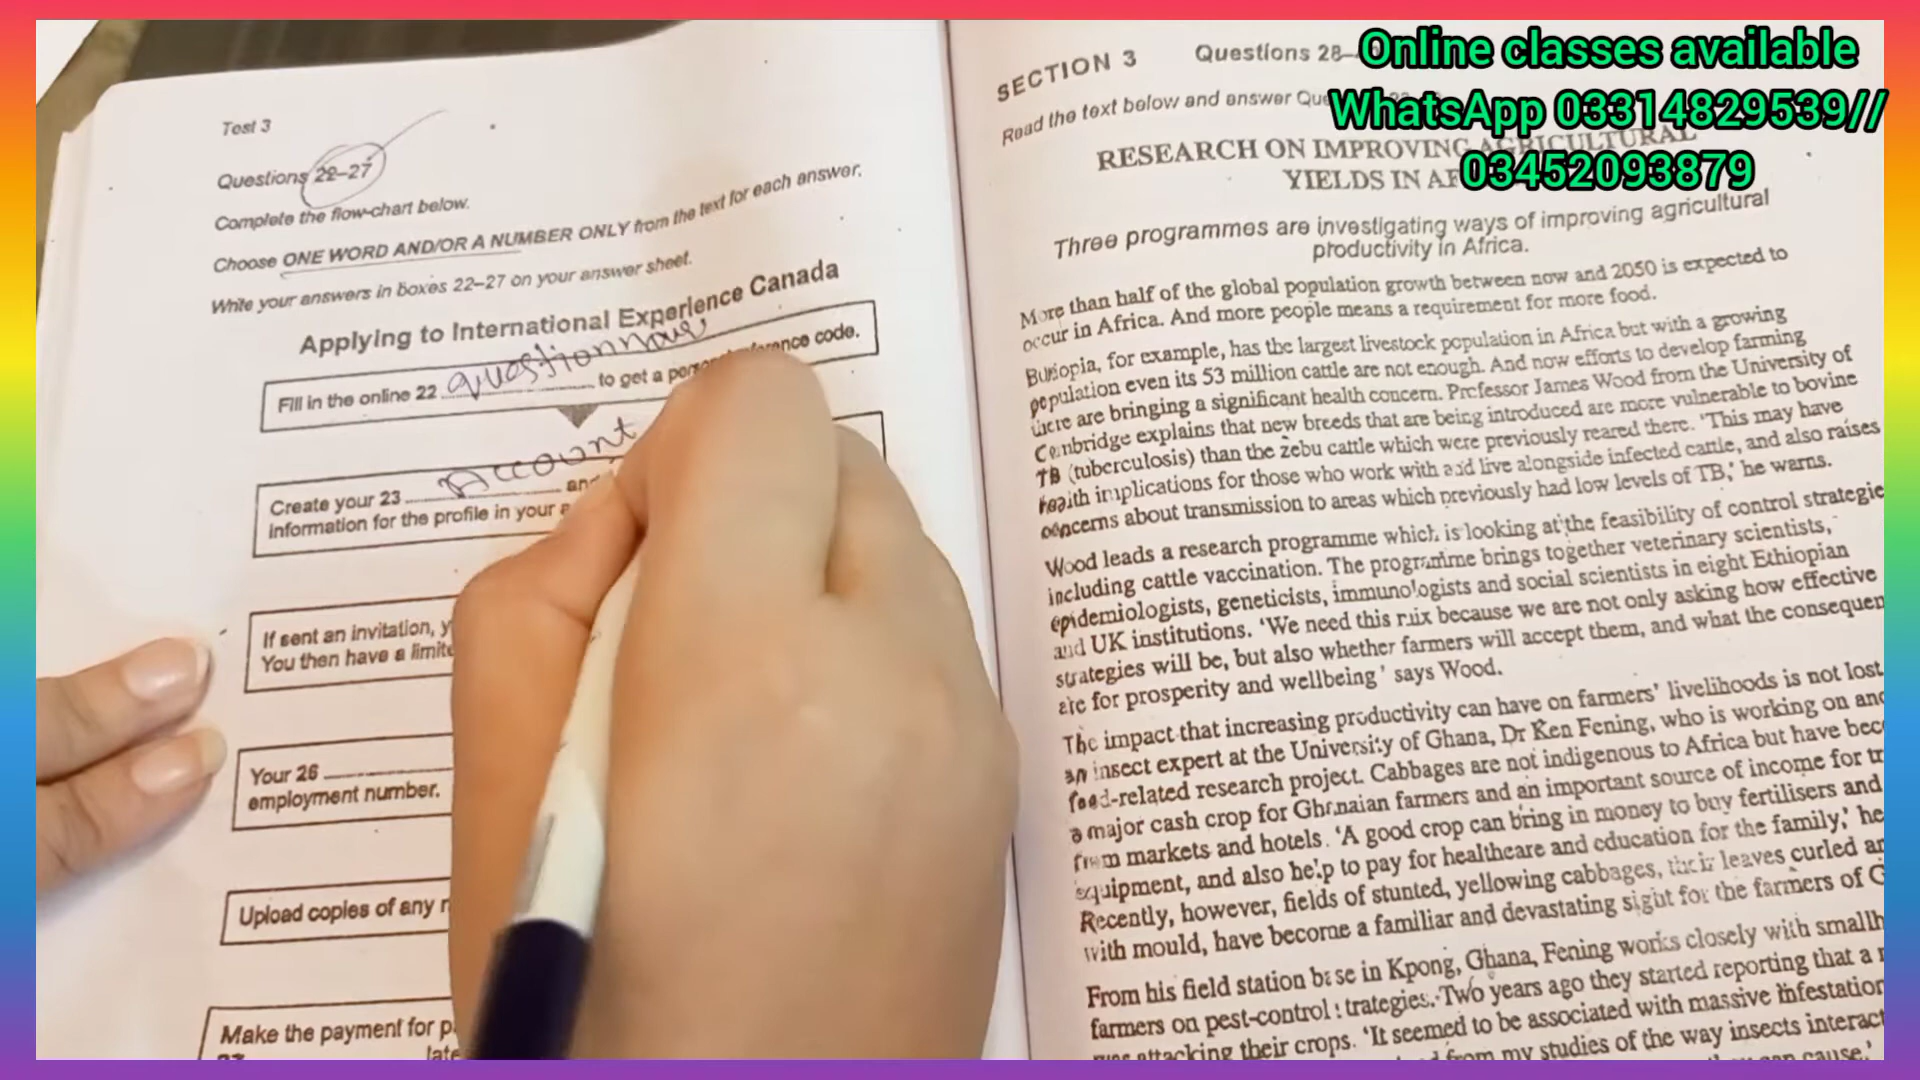 Online classes available
WhatsApp 03314829539//
03452093879
Test 3
Questions 22–27
Complete the flow-chart below.
Choose ONE WORD AND/OR A NUMBER ONLY from the text for each answer.
Write your answers in boxes 22–27 on your answer sheet.
Applying to International Experience Canada
Fill in the online 22 questionnaire to get a code.
Create your 23 Account
information for the profile in your
If sent an invitation,
You then have a
Your 26
employment number.
Upload copies of any
Make the payment for
SECTION 3 Questions 28–
Read the text below and answer
RESEARCH ON IMPROVING AGRICULTURAL
YIELDS IN
Three programmes are investigating ways of improving agricultural
productivity in Africa.
More than half of the global population growth between now and 2050 is expected to
occur in Africa. And more people means a requirement for more food.
for example, has the largest livestock population in Africa but with a growing
population even its 53 million cattle are not enough. And now efforts to develop farming
there are bringing a significant health concern. Professor James Wood from the University of
Cambridge explains that new breeds that are being introduced are more vulnerable to bovine
TB (tuberculosis) than the zebu cattle which were previously reared there. ‘This may have
health implications for those who work with and live alongside infected cattle, and also raises
concerns about transmission to areas which previously had low levels of TB,’ he warns.
Wood leads a research programme which is looking at the feasibility of control
including cattle vaccination. The programme brings together veterinary scientists,
epidemiologists, geneticists, immunologists and social scientists in eight Ethiopian
and UK institutions. ‘We need this mix because we are not only asking how effective
strategies will be, but also whether farmers will accept them, and what the
are for prosperity and wellbeing’ says Wood.
The impact that increasing productivity can have on farmers’ livelihoods is not lost
an insect expert at the University of Ghana, Dr Ken Fening, who is working on
food-related research project. Cabbages are not indigenous to Africa but have
a major cash crop for Ghanaian farmers and an important source of income for
from markets and hotels. ‘A good crop can bring in money to buy fertilisers and
equipment, and also help to pay for healthcare and education for the family,’ he
Recently, however, fields of stunted, yellowing cabbages, their leaves curled
with mould, have become a familiar and devastating sight for the farmers of
From his field station base in Kpong, Ghana, Fening works closely with
farmers on pest-control strategies. Two years ago they started reporting that a
attacking their crops. ‘It seemed to be associated with massive
from my studies of the way insects
cause.’